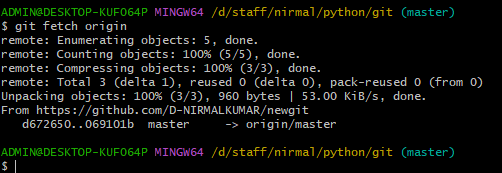 ADMIN@DESKTOP-KUFO64P MINGW64 /d/staff/nirmal/python/git (master)
$ git fetch origin
remote: Enumerating objects: 5, done.
remote: Counting objects: 100% (5/5), done.
remote: Compressing objects: 100% (3/3), done.
remote: Total 3 (delta 1), reused 0 (delta 0), pack-reused 0 (from 0)
Unpacking objects: 100% (3/3), 960 bytes | 53.00 KiB/s, done.
From https://github.com/D-NIRMALKUMAR/newgit
   d672650..069101b  master     -> origin/master
ADMIN@DESKTOP-KUFO64P MINGW64 /d/staff/nirmal/python/git (master)
$